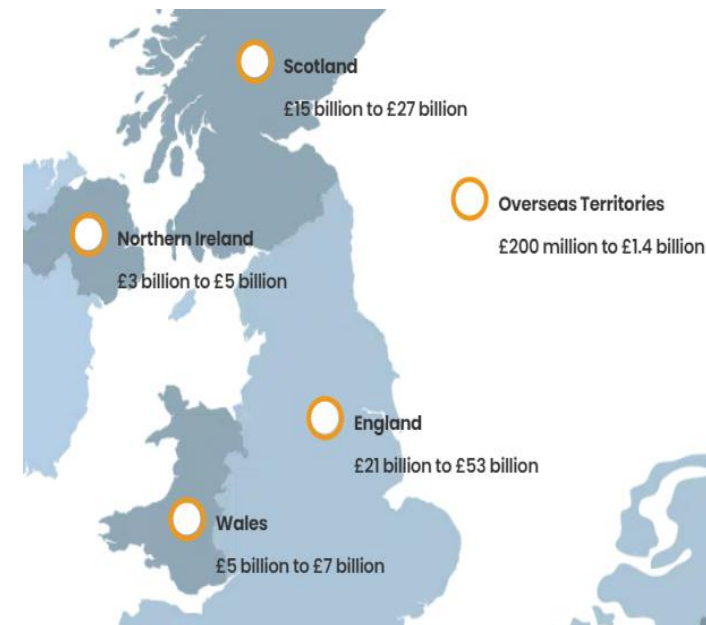 Scotland
£15 billion to £27 billion
Overseas Territories
£200 million to £1.4 billion
Northern Ireland
£3 billion to £5 billion
England
£21 billion to £53 billion
Wales
£5 billion to £7 billion